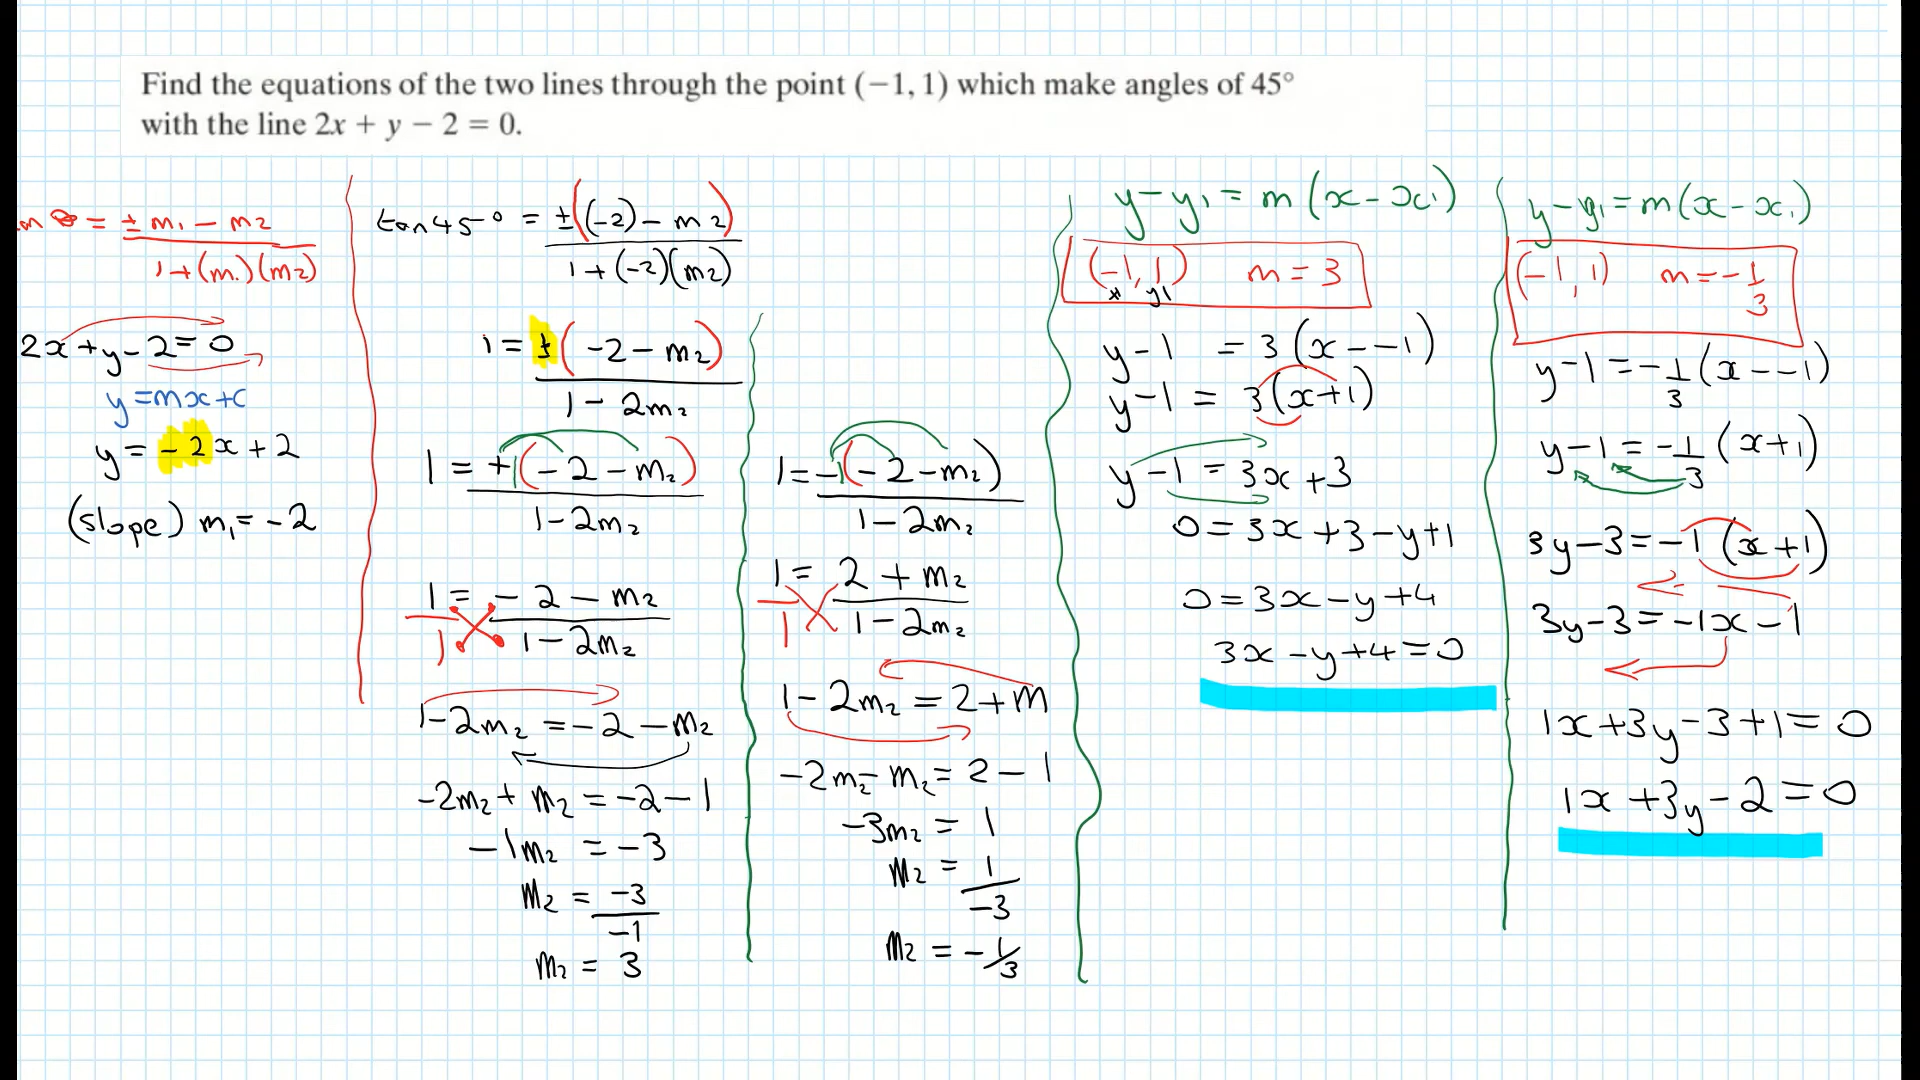 Find the equations of the two lines through the point (−1, 1) which make angles of 45°
with the line 2x + y − 2 = 0.
n θ = ± m₁ − m₂
1+(m₁)(m₂)
2x+y−2=0
y=mx+c
y = −2x+2
(slope) m₁=−2
tan45° = ±((−2)−m₂)
1+(−2)(m₂)
1 = ±(−2−m₂)
1−2m₂
1 = +1(−2−m₂)
1−2m₂
1 = −2−m₂
1 1−2m₂
1−2m₂ = −2−m₂
−2m₂+m₂ = −2−1
−1m₂ = −3
m₂ = −3
−1
m₂ = 3
1=−1(−2−m₂)
1−2m₂
1 = 2+m₂
1 1−2m₂
1−2m₂ = 2+m
−2m₂−m₂ = 2−1
−3m₂ = 1
m₂ = 1
−3
m₂ = −1/3
y−y₁ = m(x−x₁)
(−1, 1) m = 3
x₁ y₁
y−1 = 3(x−−1)
y−1 = 3(x+1)
y−1 = 3x+3
0=3x+3−y+1
0=3x−y+4
3x−y+4=0
y−y₁=m(x−x₁)
(−1, 1) m=−1
3
y−1=−1(x−−1)
3
y−1=−1(x+1)
3
3y−3=−1(x+1)
3y−3=−1x−1
1x+3y−3+1=0
1x+3y−2=0